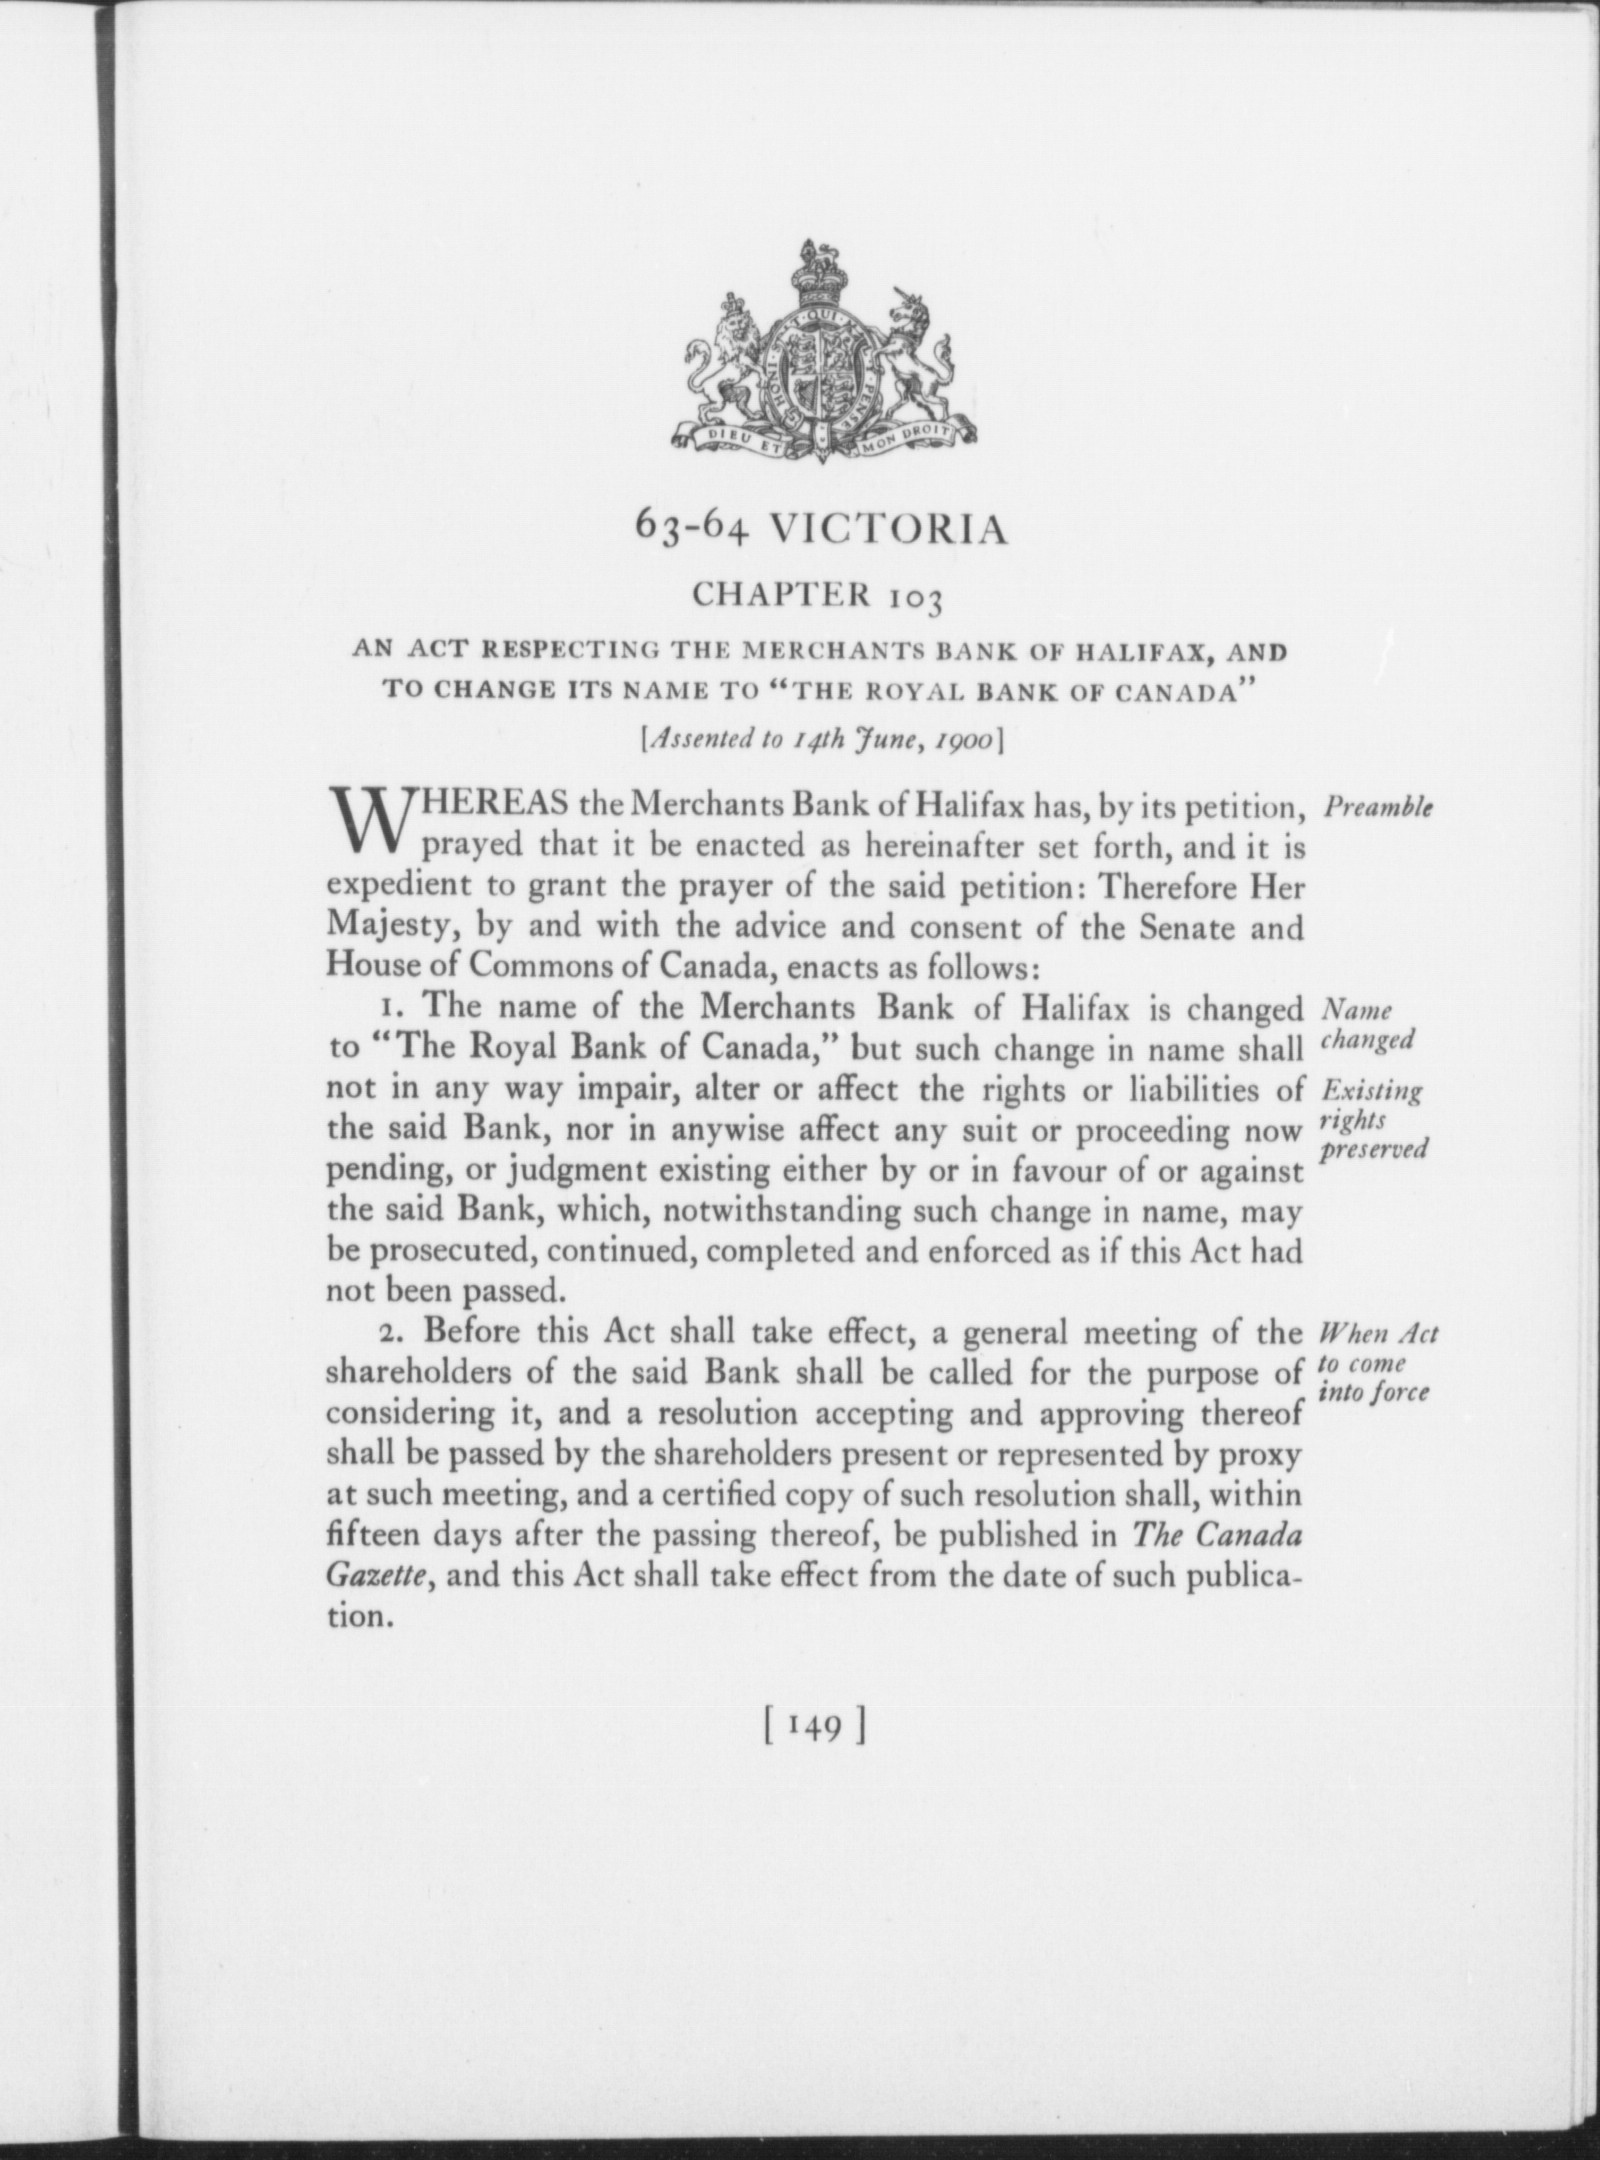 HONI·SOIT·QUI·MAL·Y·PENSE
DIEU ET MON DROIT
63-64 VICTORIA
CHAPTER 103
AN ACT RESPECTING THE MERCHANTS BANK OF HALIFAX, AND
TO CHANGE ITS NAME TO “THE ROYAL BANK OF CANADA”
[Assented to 14th June, 1900]
WHEREAS the Merchants Bank of Halifax has, by its petition, Preamble
prayed that it be enacted as hereinafter set forth, and it is
expedient to grant the prayer of the said petition: Therefore Her
Majesty, by and with the advice and consent of the Senate and
House of Commons of Canada, enacts as follows:
1. The name of the Merchants Bank of Halifax is changed Name
to “The Royal Bank of Canada,” but such change in name shall changed
not in any way impair, alter or affect the rights or liabilities of Existing
the said Bank, nor in anywise affect any suit or proceeding now rights
pending, or judgment existing either by or in favour of or against preserved
the said Bank, which, notwithstanding such change in name, may
be prosecuted, continued, completed and enforced as if this Act had
not been passed.
2. Before this Act shall take effect, a general meeting of the When Act
shareholders of the said Bank shall be called for the purpose of to come
considering it, and a resolution accepting and approving thereof into force
shall be passed by the shareholders present or represented by proxy
at such meeting, and a certified copy of such resolution shall, within
fifteen days after the passing thereof, be published in The Canada
Gazette, and this Act shall take effect from the date of such publica-
tion.
[ 149 ]